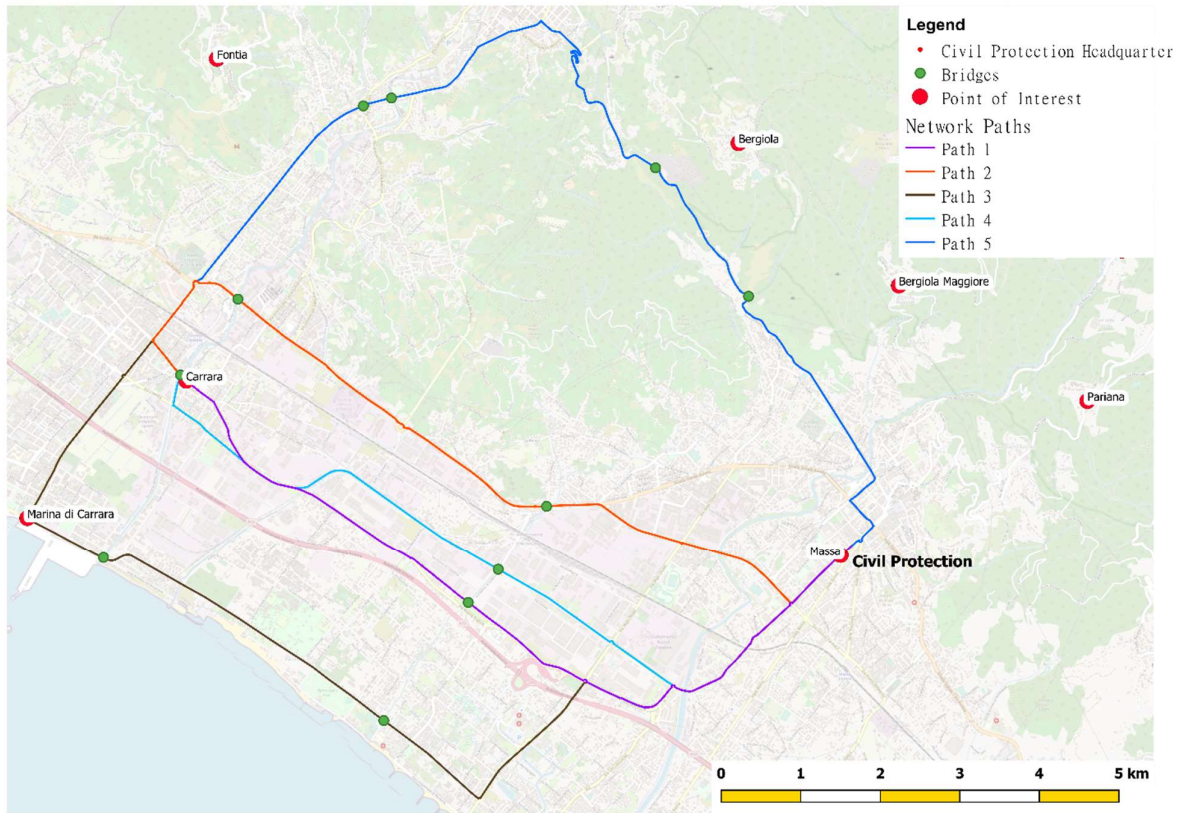 Legend
Civil Protection Headquarter
Bridges
Point of Interest
Network Paths
Path 1
Path 2
Path 3
Path 4
Path 5
Fontia
Bergiola
Bergiola Maggiore
Carrara
Pariana
Marina di Carrara
Massa
Civil Protection
0 1 2 3 4 5 km